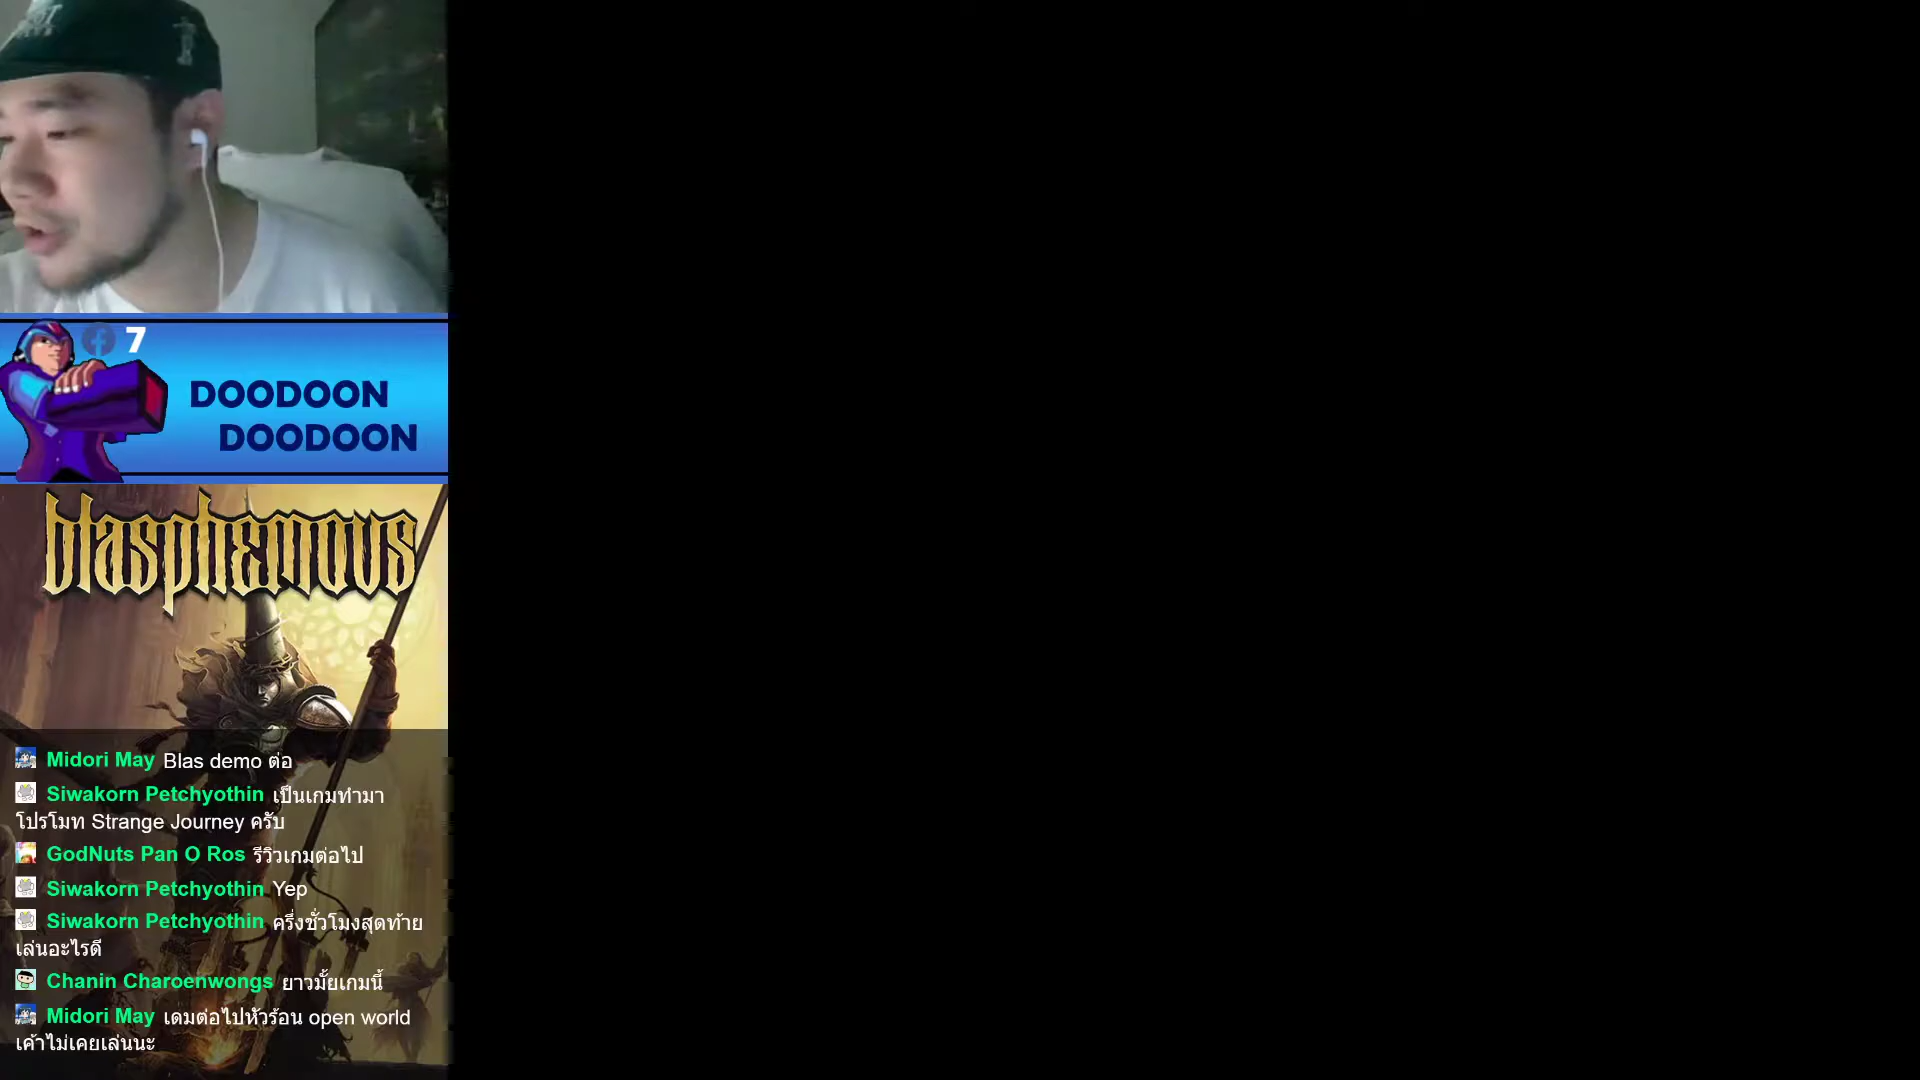 7
DOODOON
DOODOON
blasphemous
Midori May Blas demo ต่อ
Siwakorn Petchyothin เป็นเกมทำมา
โปรโมท Strange Journey ครับ
GodNuts Pan O Ros รีวิวเกมต่อไป
Siwakorn Petchyothin Yep
Siwakorn Petchyothin ครึ่งชั่วโมงสุดท้าย
เล่นอะไรดี
Chanin Charoenwongs ยาวมั้ยเกมนี้
Midori May เดมต่อไปหัวร้อน open world
เค้าไม่เคยเล่นนะ